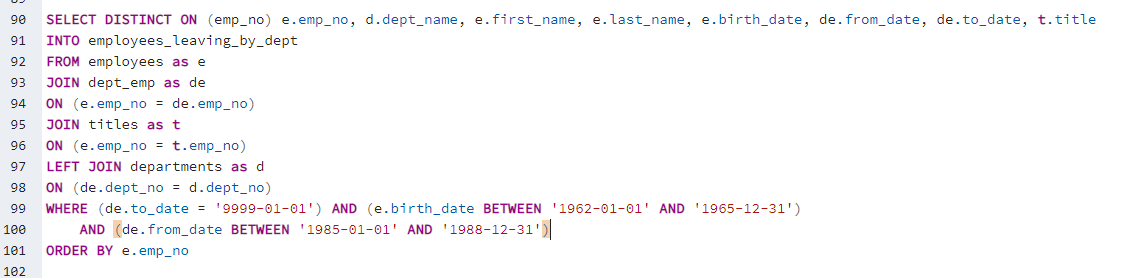 90 SELECT DISTINCT ON (emp_no) e.emp_no, d.dept_name, e.first_name, e.last_name, e.birth_date, de.from_date, de.to_date, t.title
91 INTO employees_leaving_by_dept
92 FROM employees as e
93 JOIN dept_emp as de
94 ON (e.emp_no = de.emp_no)
95 JOIN titles as t
96 ON (e.emp_no = t.emp_no)
97 LEFT JOIN departments as d
98 ON (de.dept_no = d.dept_no)
99 WHERE (de.to_date = '9999-01-01') AND (e.birth_date BETWEEN '1962-01-01' AND '1965-12-31')
100 AND (de.from_date BETWEEN '1985-01-01' AND '1988-12-31')
101 ORDER BY e.emp_no
102